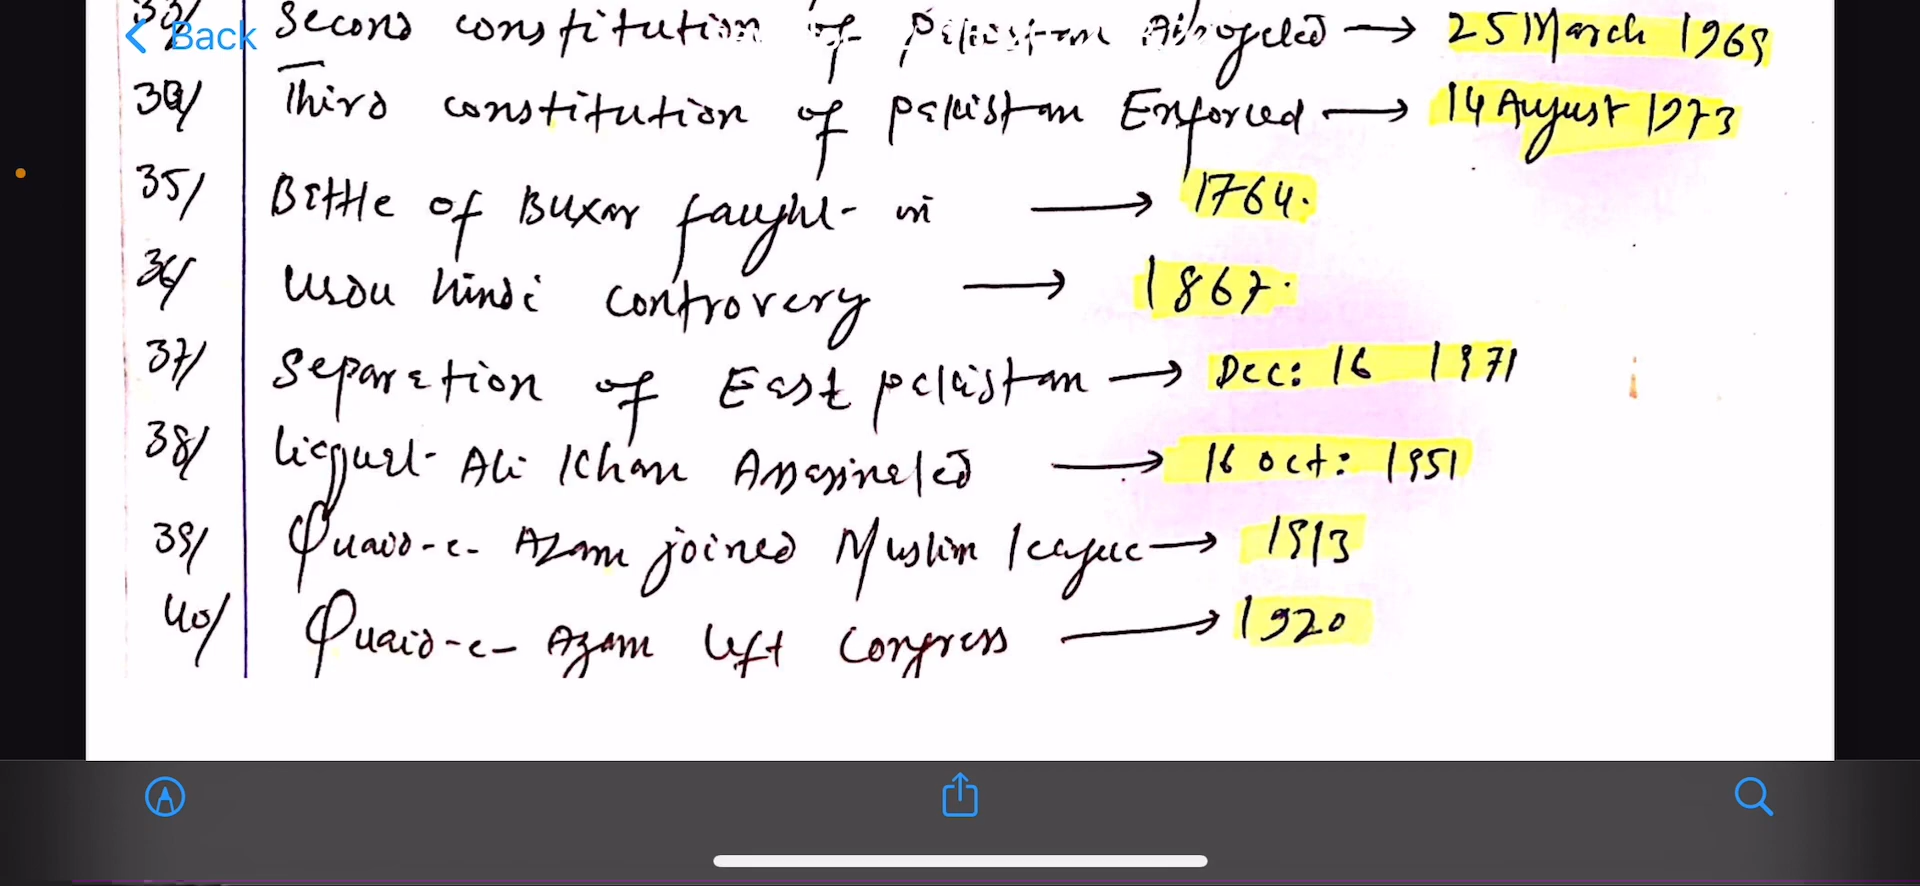 33/ Second constitution of Pakistan Abrogated → 25 March 1969
Back
34/ Third constitution of Pakistan Enforced → 14 August 1973
35/ Battle of Buxar faught in → 1764.
36/ Urdu hindi controvery → 1867.
37/ Separation of East pakistan → Dec: 16 1971
38/ liaquat Ali Khan Assassinated → 16 oct: 1951
39/ Quaid-e-Azam joined Muslim league → 1913
40/ Quaid-e-Azam left Congress → 1920